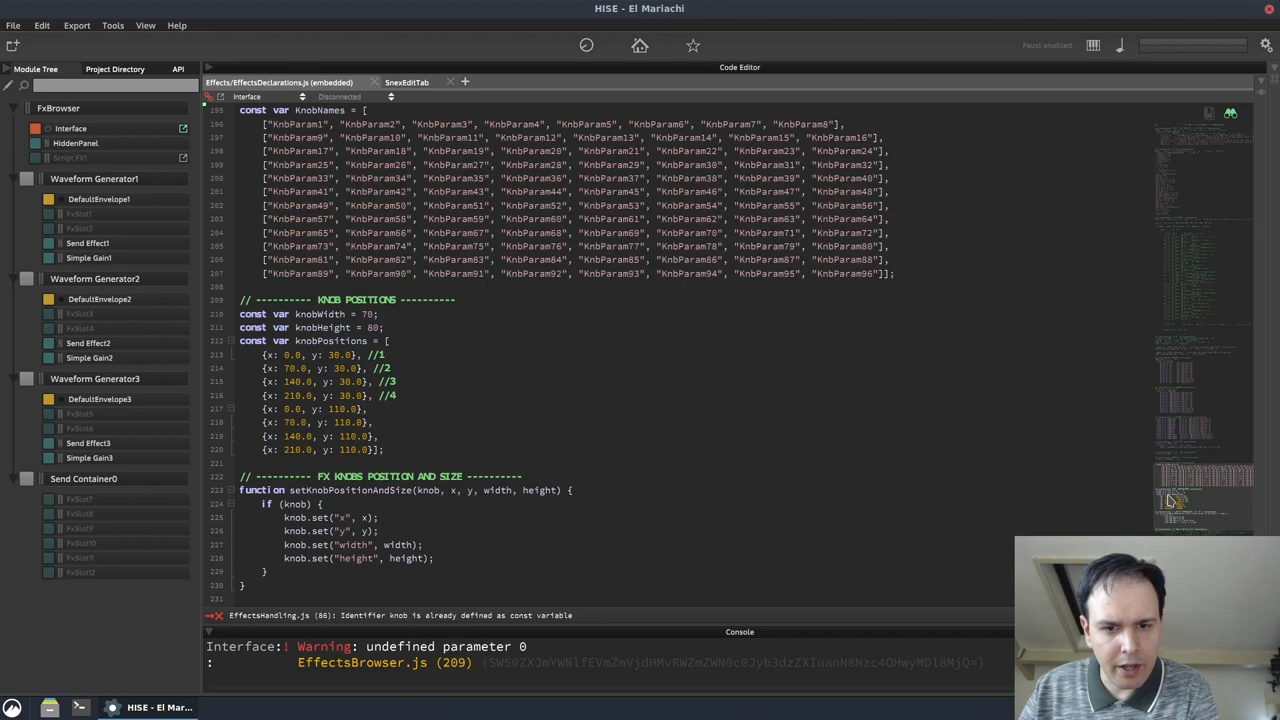 HISE - El Mariachi
File Edit Export Tools View Help
Faust enabled
Module Tree Project Directory API
Code Editor
Effects/EffectsDeclarations.js (embedded) SnexEditTab
Interface Disconnected
FxBrowser
Interface
HiddenPanel
Script FX1
Waveform Generator1
DefaultEnvelope1
FxSlot1
FxSlot2
Send Effect1
Simple Gain1
Waveform Generator2
DefaultEnvelope2
FxSlot3
FxSlot4
Send Effect2
Simple Gain2
Waveform Generator3
DefaultEnvelope3
FxSlot5
FxSlot6
Send Effect3
Simple Gain3
Send Container0
FxSlot7
FxSlot8
FxSlot9
FxSlot10
FxSlot11
FxSlot12
195 const var KnobNames = [
196 ["KnbParam1", "KnbParam2", "KnbParam3", "KnbParam4", "KnbParam5", "KnbParam6", "KnbParam7", "KnbParam8"],
197 ["KnbParam9", "KnbParam10", "KnbParam11", "KnbParam12", "KnbParam13", "KnbParam14", "KnbParam15", "KnbParam16"],
198 ["KnbParam17", "KnbParam18", "KnbParam19", "KnbParam20", "KnbParam21", "KnbParam22", "KnbParam23", "KnbParam24"],
199 ["KnbParam25", "KnbParam26", "KnbParam27", "KnbParam28", "KnbParam29", "KnbParam30", "KnbParam31", "KnbParam32"],
200 ["KnbParam33", "KnbParam34", "KnbParam35", "KnbParam36", "KnbParam37", "KnbParam38", "KnbParam39", "KnbParam40"],
201 ["KnbParam41", "KnbParam42", "KnbParam43", "KnbParam44", "KnbParam45", "KnbParam46", "KnbParam47", "KnbParam48"],
202 ["KnbParam49", "KnbParam50", "KnbParam51", "KnbParam52", "KnbParam53", "KnbParam54", "KnbParam55", "KnbParam56"],
203 ["KnbParam57", "KnbParam58", "KnbParam59", "KnbParam60", "KnbParam61", "KnbParam62", "KnbParam63", "KnbParam64"],
204 ["KnbParam65", "KnbParam66", "KnbParam67", "KnbParam68", "KnbParam69", "KnbParam70", "KnbParam71", "KnbParam72"],
205 ["KnbParam73", "KnbParam74", "KnbParam75", "KnbParam76", "KnbParam77", "KnbParam78", "KnbParam79", "KnbParam80"],
206 ["KnbParam81", "KnbParam82", "KnbParam83", "KnbParam84", "KnbParam85", "KnbParam86", "KnbParam87", "KnbParam88"],
207 ["KnbParam89", "KnbParam90", "KnbParam91", "KnbParam92", "KnbParam93", "KnbParam94", "KnbParam95", "KnbParam96"]];
208
209 // ---------- KNOB POSITIONS ----------
210 const var knobWidth = 70;
211 const var knobHeight = 80;
212 const var knobPositions = [
213 {x: 0.0, y: 30.0}, //1
214 {x: 70.0, y: 30.0}, //2
215 {x: 140.0, y: 30.0}, //3
216 {x: 210.0, y: 30.0}, //4
217 {x: 0.0, y: 110.0},
218 {x: 70.0, y: 110.0},
219 {x: 140.0, y: 110.0},
220 {x: 210.0, y: 110.0}];
221
222 // ---------- FX KNOBS POSITION AND SIZE ----------
223 function setKnobPositionAndSize(knob, x, y, width, height) {
224 if (knob) {
225 knob.set("x", x);
226 knob.set("y", y);
227 knob.set("width", width);
228 knob.set("height", height);
229 }
230 }
231
EffectsHandling.js (86): Identifier knob is already defined as const variable
Console
Interface:! Warning: undefined parameter 0
: EffectsBrowser.js (209)
HISE - El Mar...